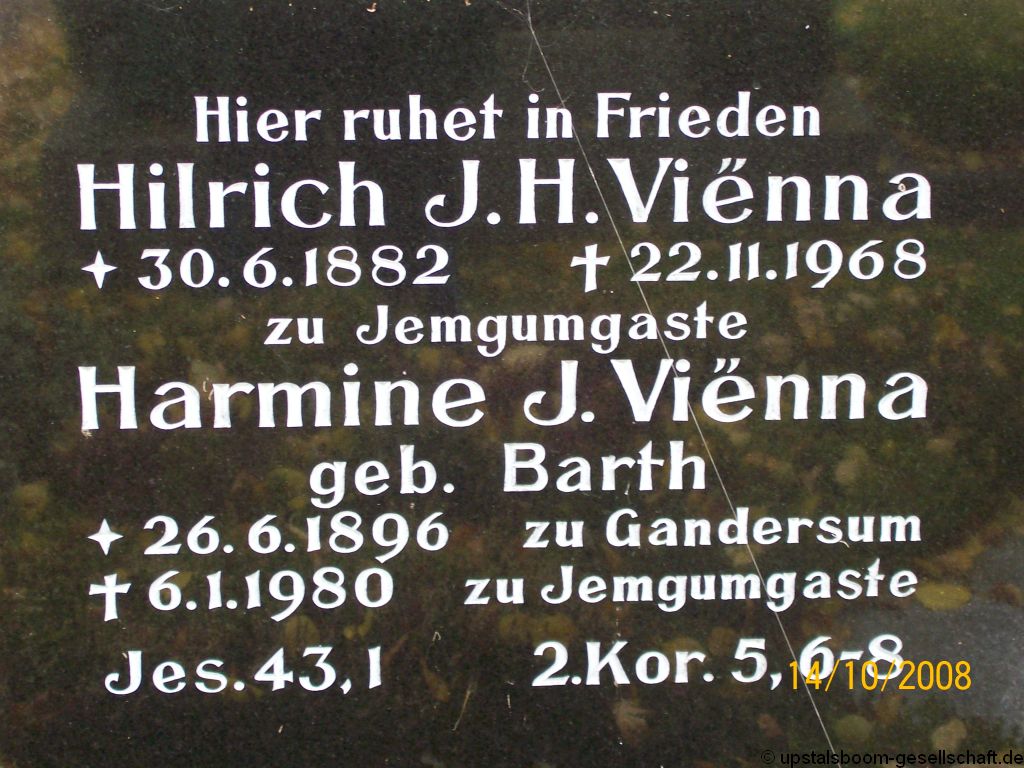 Hier ruhet in Frieden
Hilrich J. H. Viënna
✦ 30.6.1882 † 22.11.1968
zu Jemgumgaste
Harmine J. Viënna
geb. Barth
✦ 26.6.1896 zu Gandersum
† 6.1.1980 zu Jemgumgaste
Jes. 43,1 2.Kor. 5,6-8
14/10/2008
© upstalsboom-gesellschaft.de